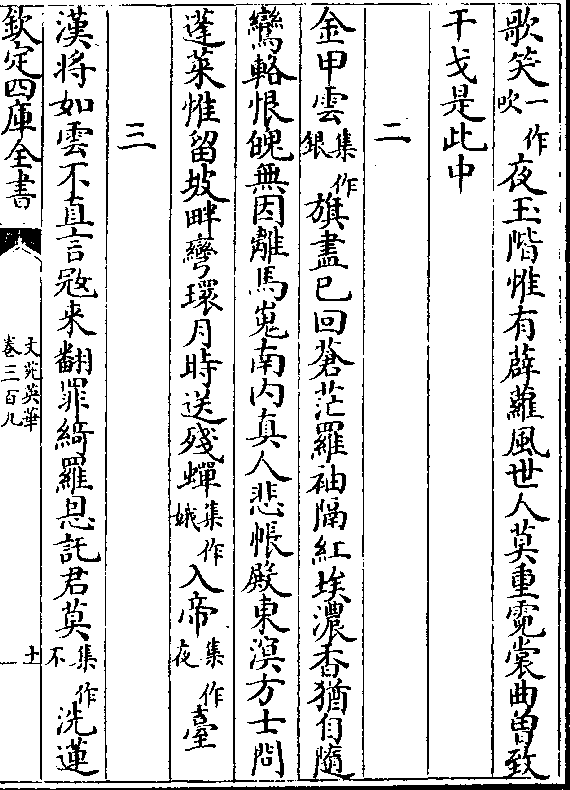 歌笑一作吹夜玉階惟有薜蘿風世人莫重霓裳曲曽致
干戈是此中
二
金甲雲集作銀旗盡已回蒼茫羅袖隔紅埃濃香猶自隨
鸞輅恨魄無因離馬嵬南内真人悲帳殿東溟方士問
蓬萊惟留坡畔彎環月時送殘蟬集作娥入帝集作夜臺
三
漢將如雲不直言㓂来翻罪綺羅恩託君莫集作不洗蓮
欽定四庫全書
文苑英華
卷三百九
十一